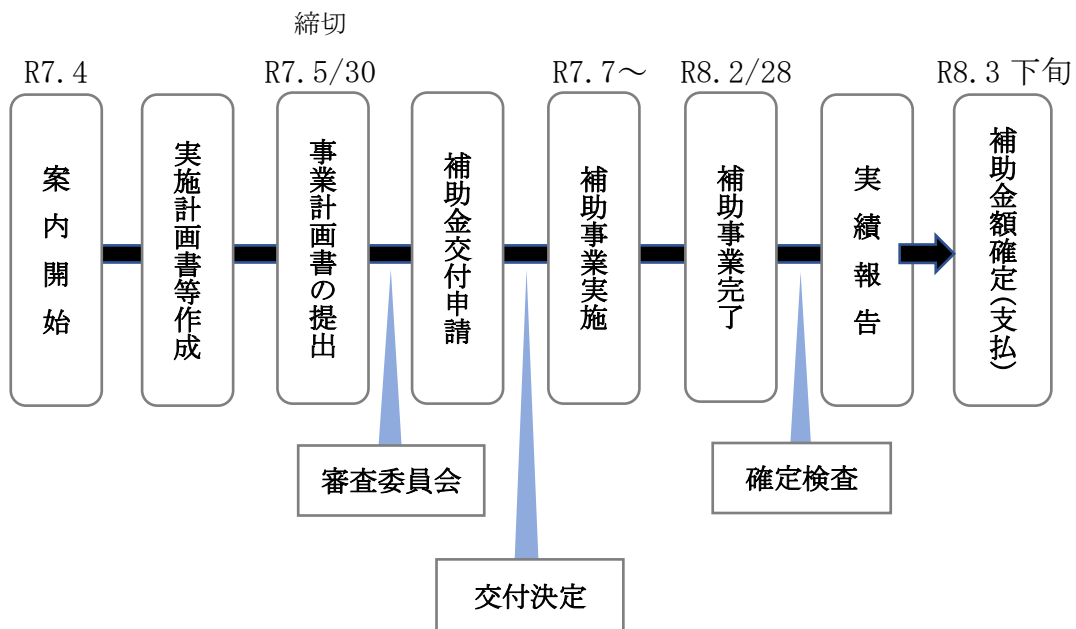 締切
R7.4
R7.5/30
R7.7～
R8.2/28
R8.3 下旬
案内開始
実施計画書等作成
事業計画書の提出
補助金交付申請
補助事業実施
補助事業完了
実績報告
補助金額確定(支払)
審査委員会
確定検査
交付決定